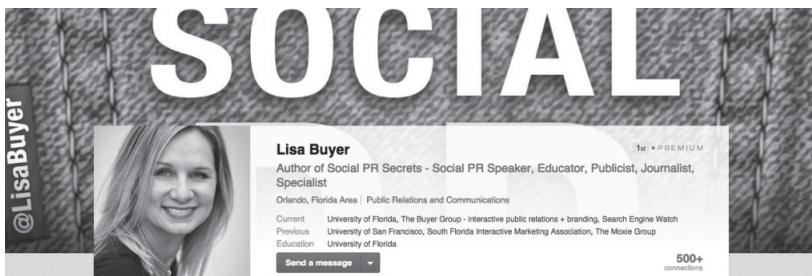 SOCIAL
PR
@LisaBuyer
Lisa Buyer
1st PREMIUM
Author of Social PR Secrets - Social PR Speaker, Educator, Publicist, Journalist,
Specialist
Orlando, Florida Area | Public Relations and Communications
Current University of Florida, The Buyer Group - interactive public relations + branding, Search Engine Watch
Previous University of San Francisco, South Florida Interactive Marketing Association, The Moxie Group
Education University of Florida
Send a message
500+
connections